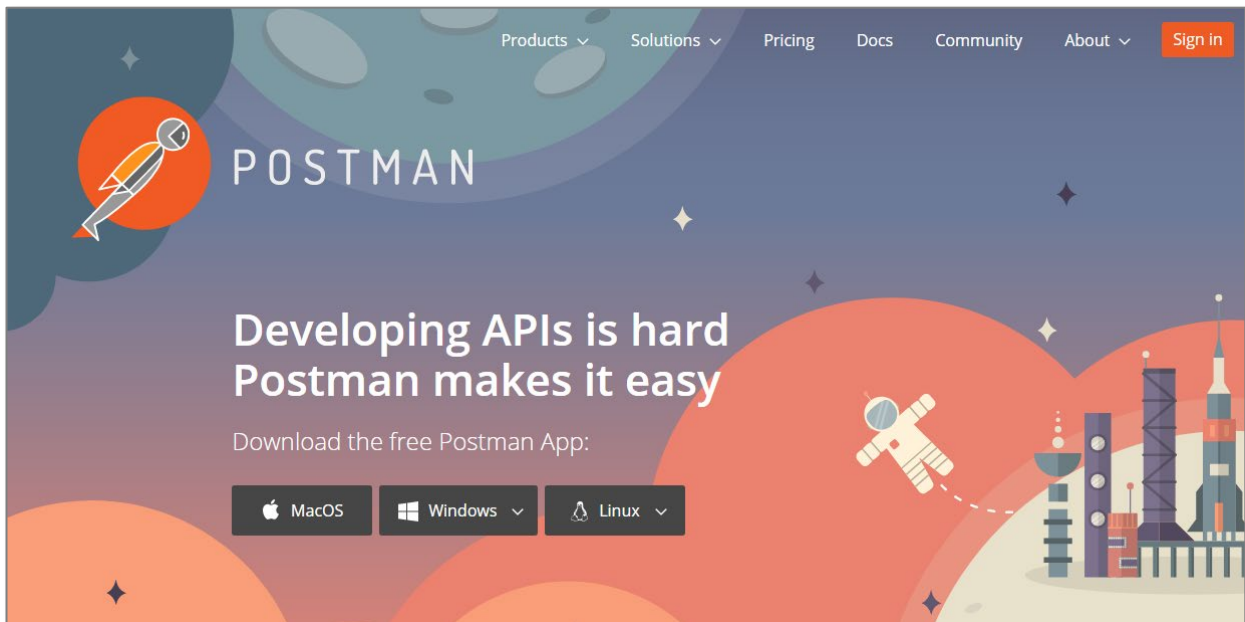 Products Solutions Pricing Docs Community About Sign in
POSTMAN
Developing APIs is hard
Postman makes it easy
Download the free Postman App:
MacOS Windows Linux